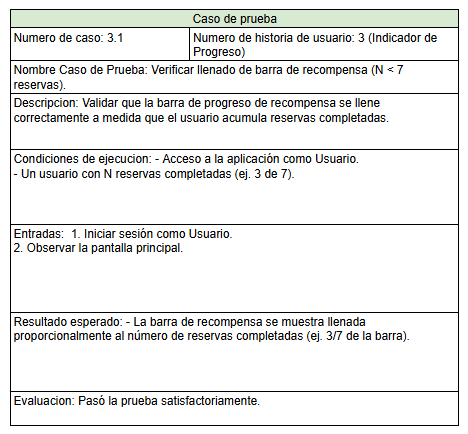 Caso de prueba
Numero de caso: 3.1
Numero de historia de usuario: 3 (Indicador de
Progreso)
Nombre Caso de Prueba: Verificar llenado de barra de recompensa (N < 7
reservas).
Descripcion: Validar que la barra de progreso de recompensa se llene
correctamente a medida que el usuario acumula reservas completadas.
Condiciones de ejecucion: - Acceso a la aplicación como Usuario.
- Un usuario con N reservas completadas (ej. 3 de 7).
Entradas:  1. Iniciar sesión como Usuario.
2. Observar la pantalla principal.
Resultado esperado: - La barra de recompensa se muestra llenada
proporcionalmente al número de reservas completadas (ej. 3/7 de la barra).
Evaluacion: Pasó la prueba satisfactoriamente.